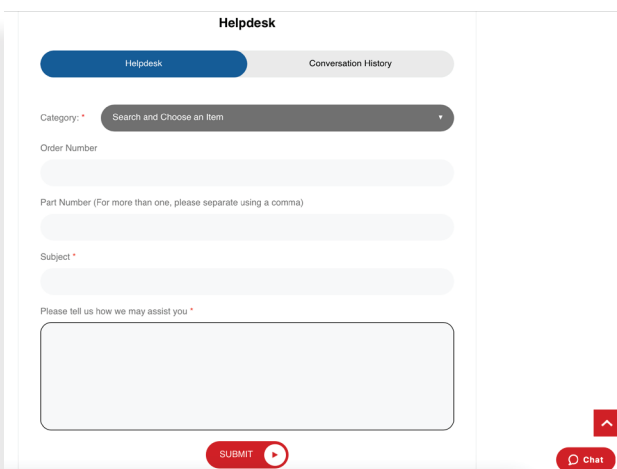 Helpdesk
Helpdesk Conversation History
Category: * Search and Choose an Item
Order Number
Part Number (For more than one, please separate using a comma)
Subject *
Please tell us how we may assist you *
SUBMIT
Chat